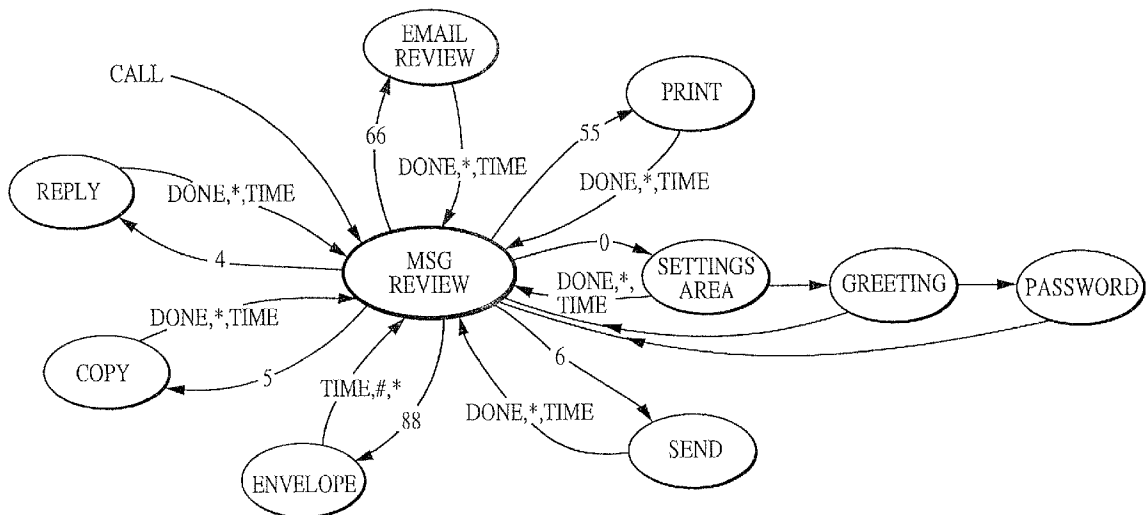 EMAIL
REVIEW
CALL
PRINT
66
55
DONE,*,TIME
DONE,*,TIME
REPLY
DONE,*,TIME
4
MSG
REVIEW
0
SETTINGS
AREA
DONE,*,
TIME
GREETING
PASSWORD
DONE,*,TIME
COPY
5
TIME,#,*
88
6
DONE,*,TIME
SEND
ENVELOPE